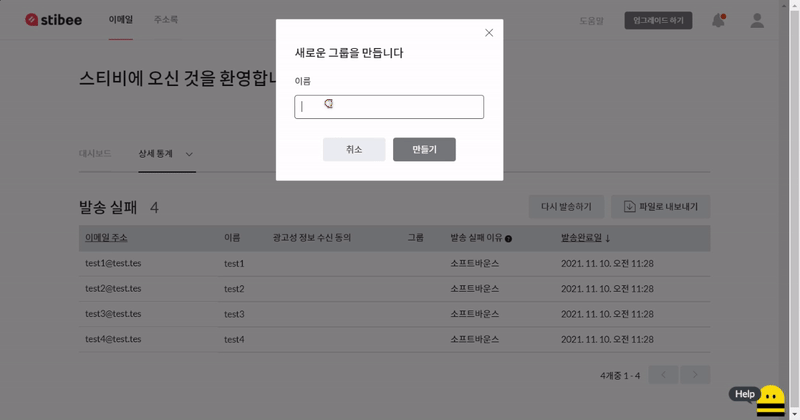 stibee 이메일 주소록 도움말 업그레이드 하기
스티비에 오신 것을 환영합니
새로운 그룹을 만듭니다
이름
취소 만들기
대시보드 상세 통계
발송 실패 4 다시 발송하기 파일로 내보내기
이메일 주소 이름 광고성 정보 수신 동의 그룹 발송 실패 이유 ? 발송완료일 ↓
test1@test.tes test1 소프트바운스 2021. 11. 10. 오전 11:28
test2@test.tes test2 소프트바운스 2021. 11. 10. 오전 11:28
test3@test.tes test3 소프트바운스 2021. 11. 10. 오전 11:28
test4@test.tes test4 소프트바운스 2021. 11. 10. 오전 11:28
4개중 1 - 4
Help